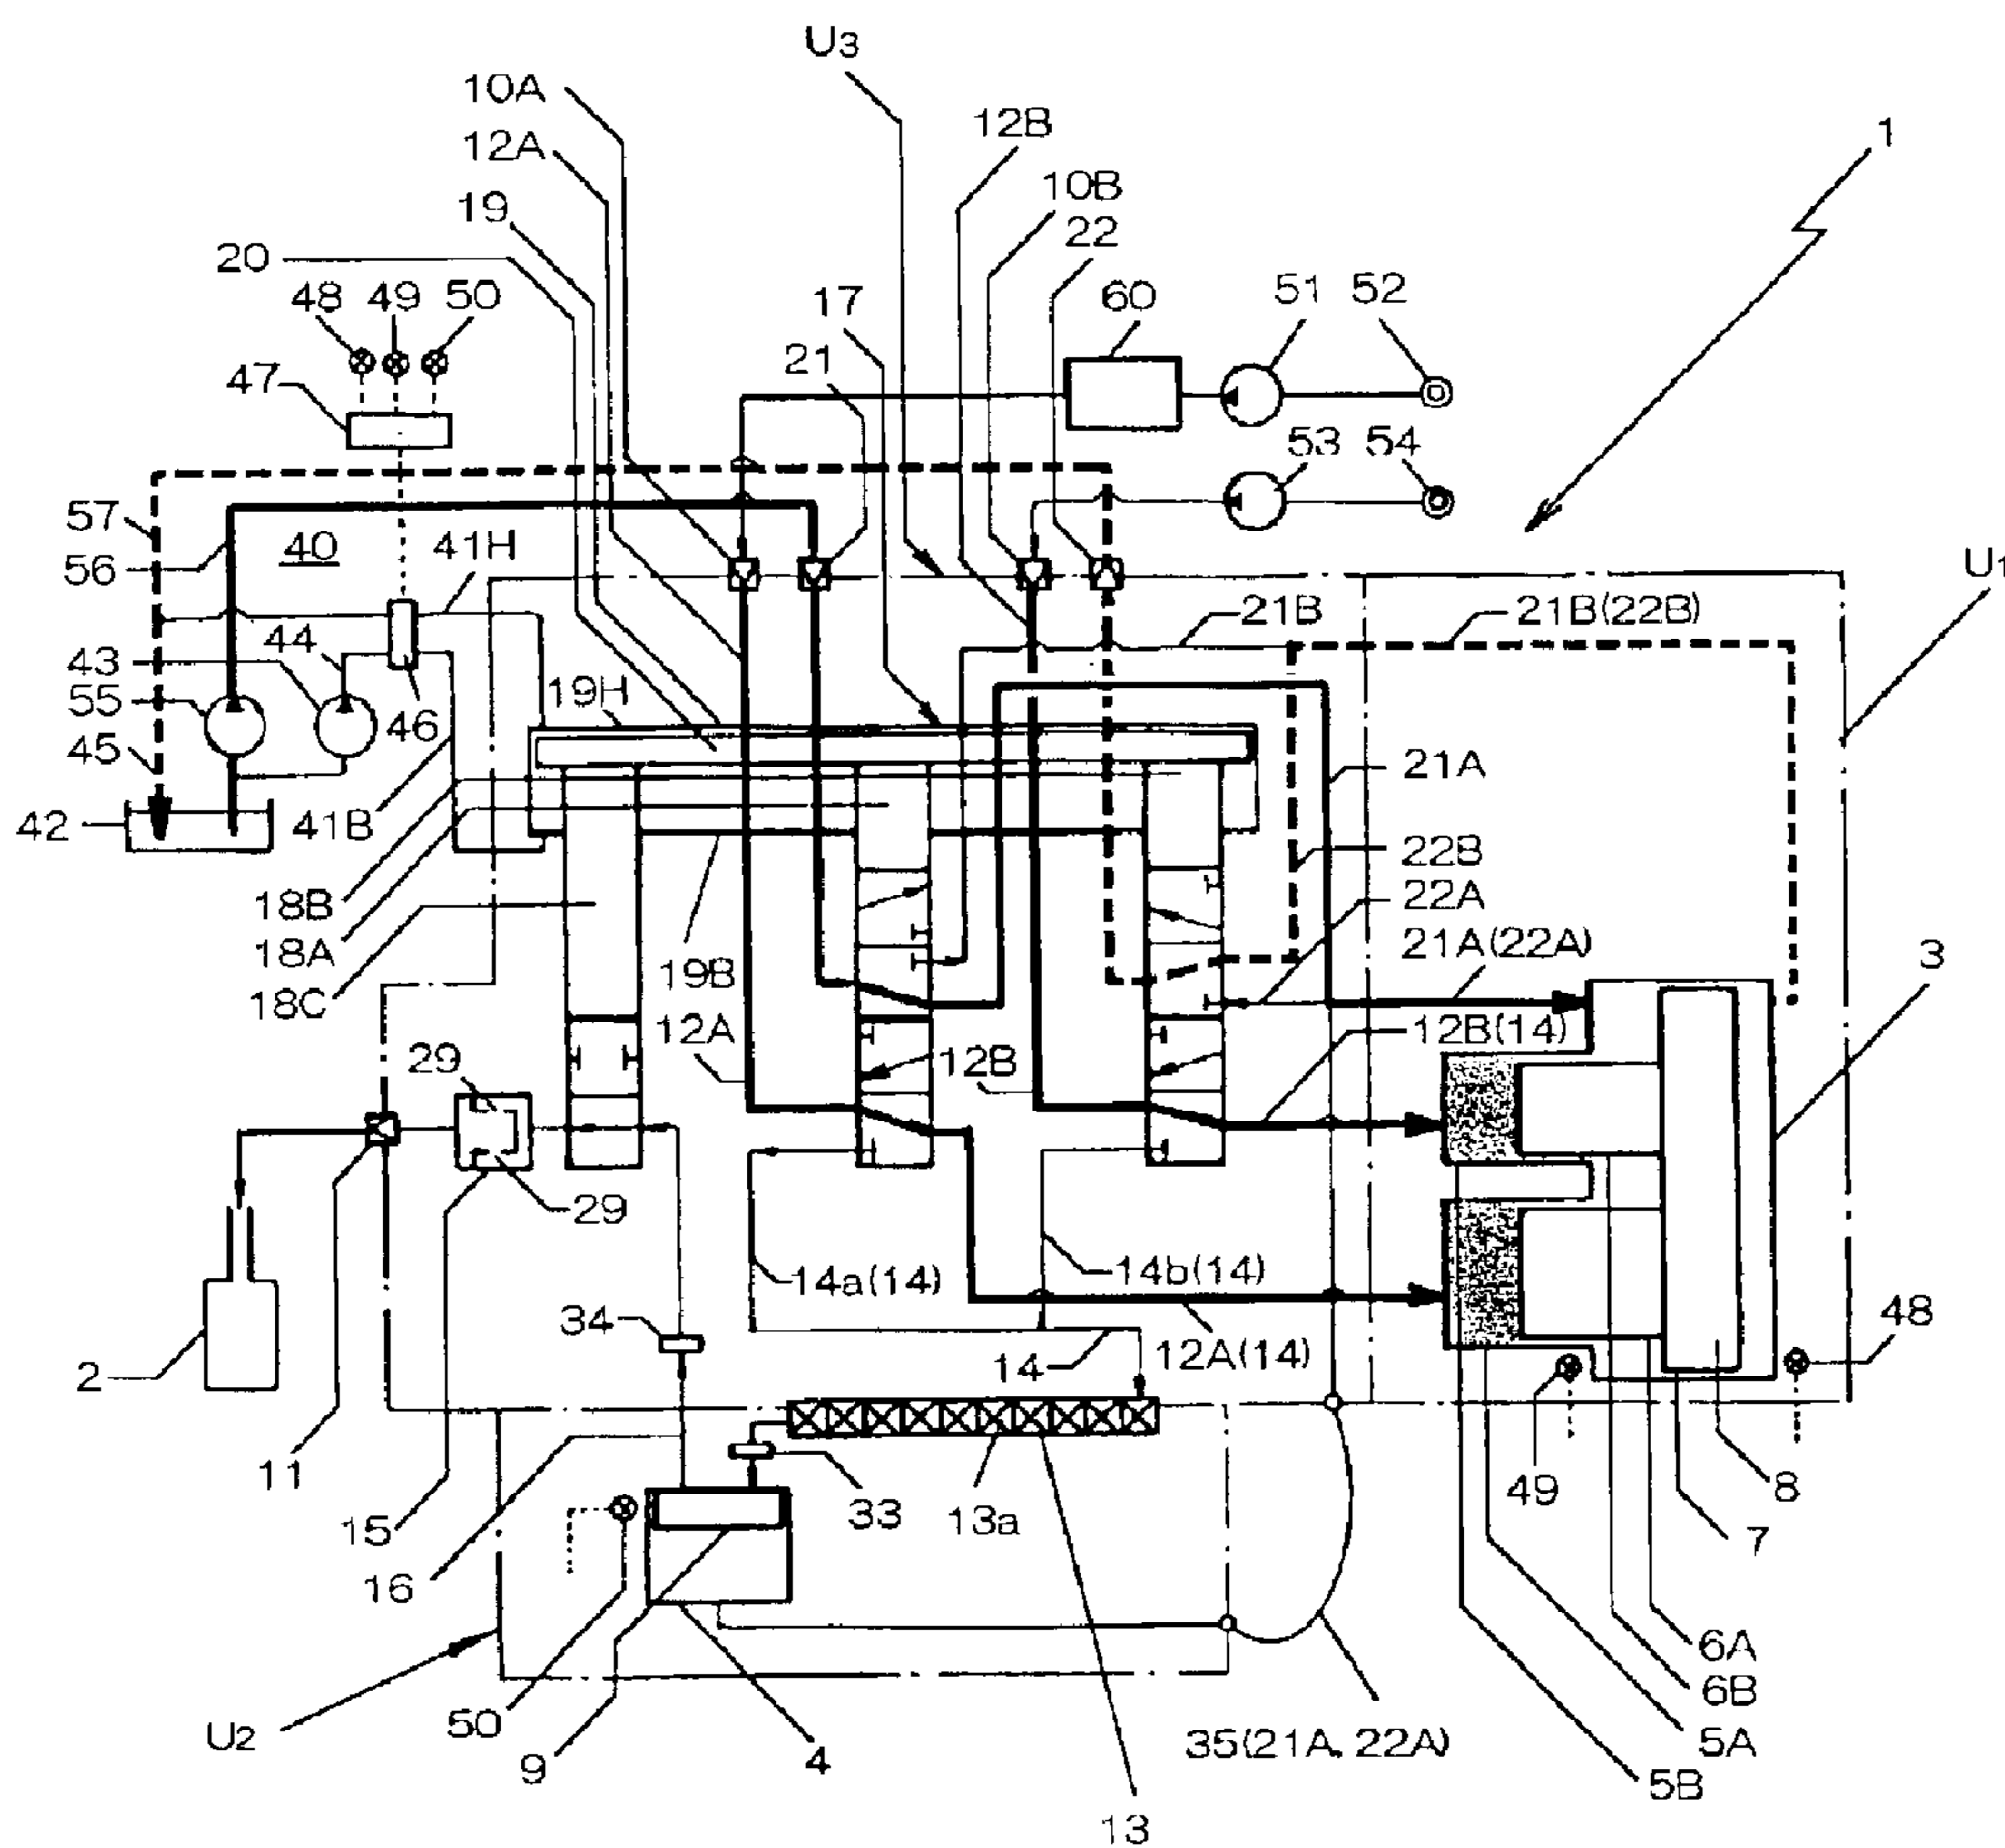 U3
10A
12B
1
12A
10B
19
22
20
17
60
51 52
48 49 50
21
47
53 54
57
40
41H
U1
56
21B
21B(22B)
44
43
19H
55
46
45
21A
42
41B
22B
18B
22A
18A
21A(22A)
3
19B
18C
12A
12B
12B(14)
29
29
14a(14)
14b(14)
34
48
2
14
12A(14)
11
49
8
33
13a
15
7
16
6A
50
6B
U2
35(21A, 22A)
5A
9
4
5B
13